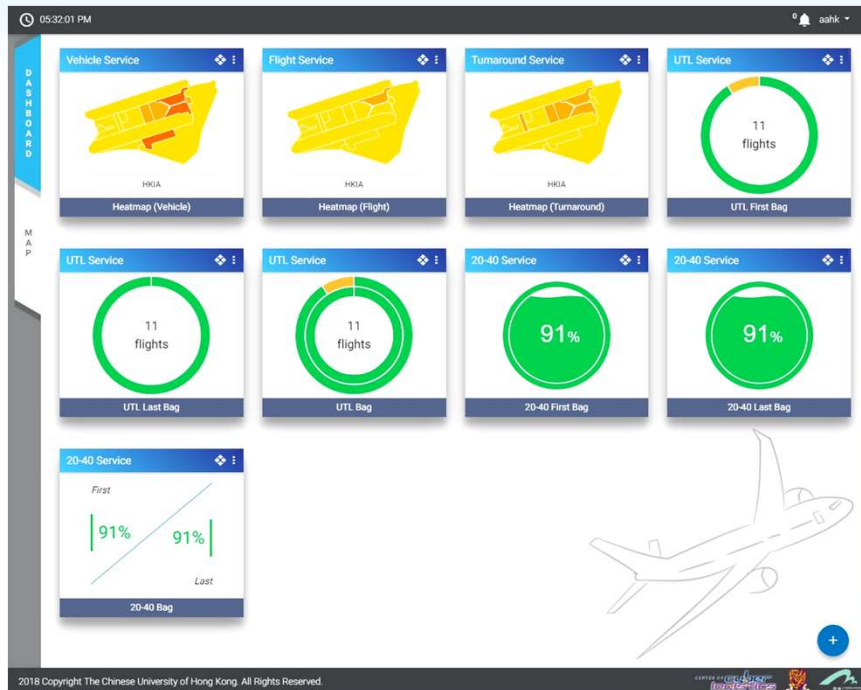 05:32:01 PM
0
aahk
DASHBOARD
MAP
Vehicle Service
HKIA
Heatmap (Vehicle)
Flight Service
HKIA
Heatmap (Flight)
Turnaround Service
HKIA
Heatmap (Turnaround)
UTL Service
11
flights
UTL First Bag
UTL Service
11
flights
UTL Last Bag
UTL Service
11
flights
UTL Bag
20-40 Service
91%
20-40 First Bag
20-40 Service
91%
20-40 Last Bag
20-40 Service
First
91%
91%
Last
20-40 Bag
+
2018 Copyright The Chinese University of Hong Kong. All Rights Reserved.
CENTER OF cyber
logistics